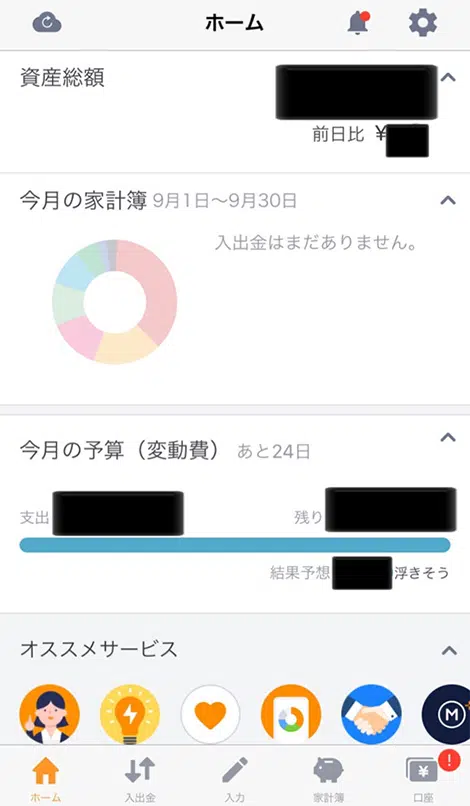 ホーム
資産総額
前日比 ¥
今月の家計簿 9月1日〜9月30日
入出金はまだありません。
今月の予算（変動費） あと24日
支出 残り
結果予想 浮きそう
オススメサービス
M
ホーム 入出金 入力 家計簿 ¥ ! 口座